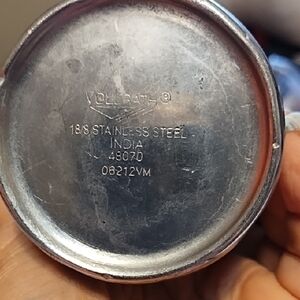 VOLLRATH®
18/8 STAINLESS STEEL
INDIA
48070
06212VM